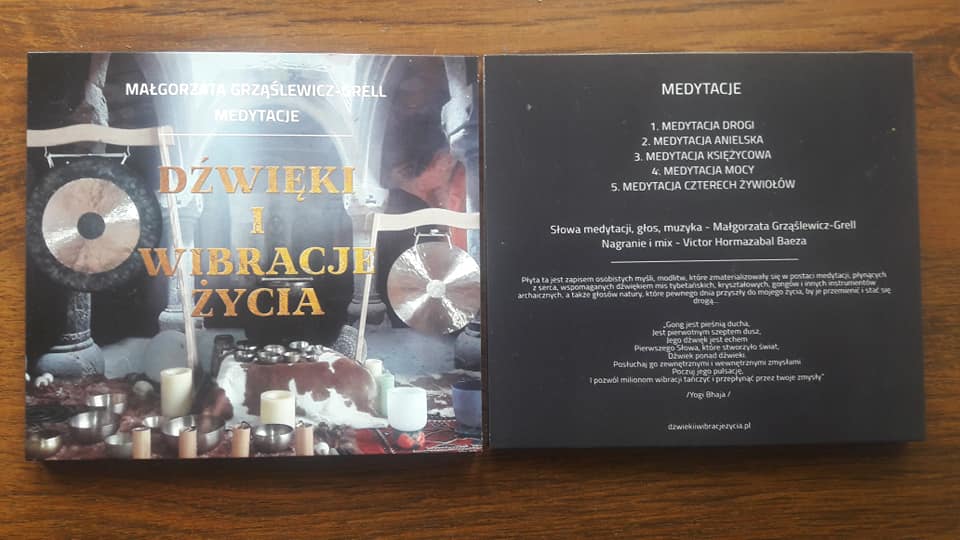 MAŁGORZATA GRZĄŚLEWICZ-GRELL
MEDYTACJE
DŹWIĘKI
I
WIBRACJE
ŻYCIA
MEDYTACJE
1. MEDYTACJA DROGI
2. MEDYTACJA ANIELSKA
3. MEDYTACJA KSIĘŻYCOWA
4. MEDYTACJA MOCY
5. MEDYTACJA CZTERECH ŻYWIOŁÓW
Słowa medytacji, głos, muzyka - Małgorzata Grząślewicz-Grell
Nagranie i mix - Victor Hormazabal Baeza
Płyta ta jest zapisem osobistych myśli, modlitw, które zmaterializowały się w postaci medytacji, płynących
z serca, wspomaganych dźwiękiem mis tybetańskich, kryształowych, gongów i innych instrumentów
archaicznych, a także głosów natury, które pewnego dnia przyszły do mojego życia, by je przemienić i stać się
drogą...
„Gong jest pieśnią ducha,
Jest pierwotnym szeptem dusz,
Jego dźwięk jest echem
Pierwszego Słowa, które stworzyło świat,
Dźwiek ponad dźwieki.
Posłuchaj go zewnętrznymi i wewnętrznymi zmysłami.
Poczuj jego pulsację,
I pozwól milionom wibracji tańczyć i przepłynąć przez twoje zmysły"
/Yogi Bhaja /
dzwiekiiwibracjezycia.pl